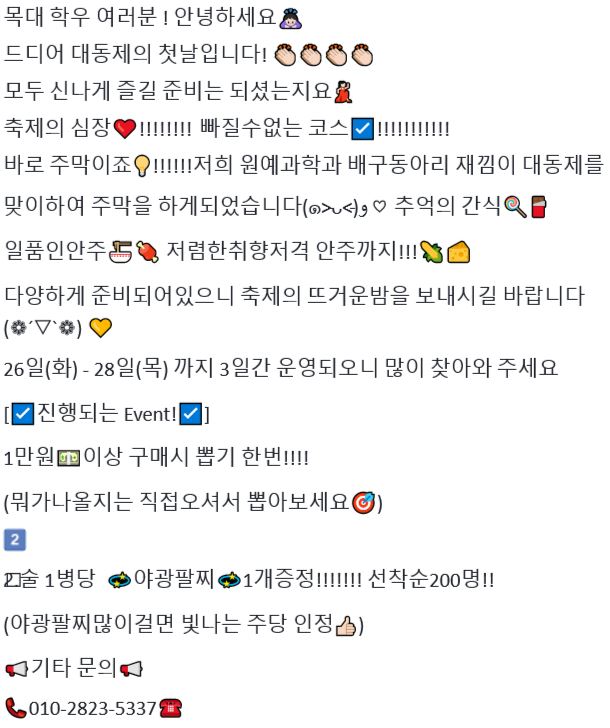 목대 학우 여러분 ! 안녕하세요🙇🏻‍♀️
드디어 대동제의 첫날입니다! 👏🏻👏🏻👏🏻👏🏻
모두 신나게 즐길 준비는 되셨는지요💃🏻
축제의 심장❤️!!!!!!!! 빠질수없는 코스☑️!!!!!!!!!!!
바로 주막이죠💡!!!!!!저희 원예과학과 배구동아리 재낌이 대동제를
맞이하여 주막을 하게되었습니다(๑˃̵ᴗ˂̵)و ♡ 추억의 간식🍭🍫
일품인안주🍜🍖 저렴한취향저격 안주까지!!!🌽🧀
다양하게 준비되어있으니 축제의 뜨거운밤을 보내시길 바랍니다
(❁´▽`❁) 💛
26일(화) - 28일(목) 까지 3일간 운영되오니 많이 찾아와 주세요
[☑️진행되는 Event!☑️]
1만원💵이상 구매시 뽑기 한번!!!!
(뭐가나올지는 직접오셔서 뽑아보세요🎯)
2️⃣
2⃣술 1병당 💫야광팔찌💫1개증정!!!!!!! 선착순200명!!
(야광팔찌많이걸면 빛나는 주당 인정👍🏻)
📢기타 문의📢
📞010-2823-5337☎️